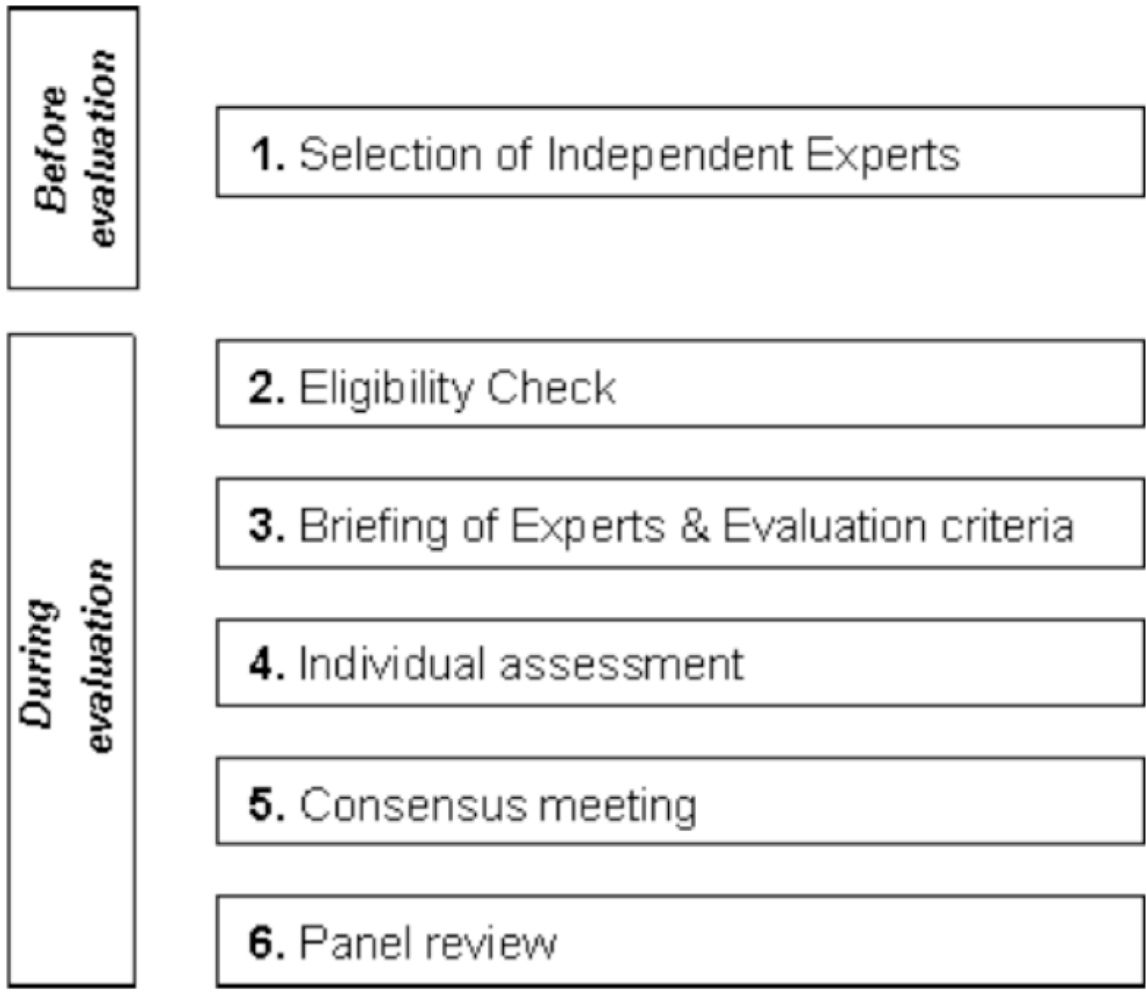 Before
evaluation
1. Selection of Independent Experts
During
evaluation
2. Eligibility Check
3. Briefing of Experts & Evaluation criteria
4. Individual assessment
5. Consensus meeting
6. Panel review